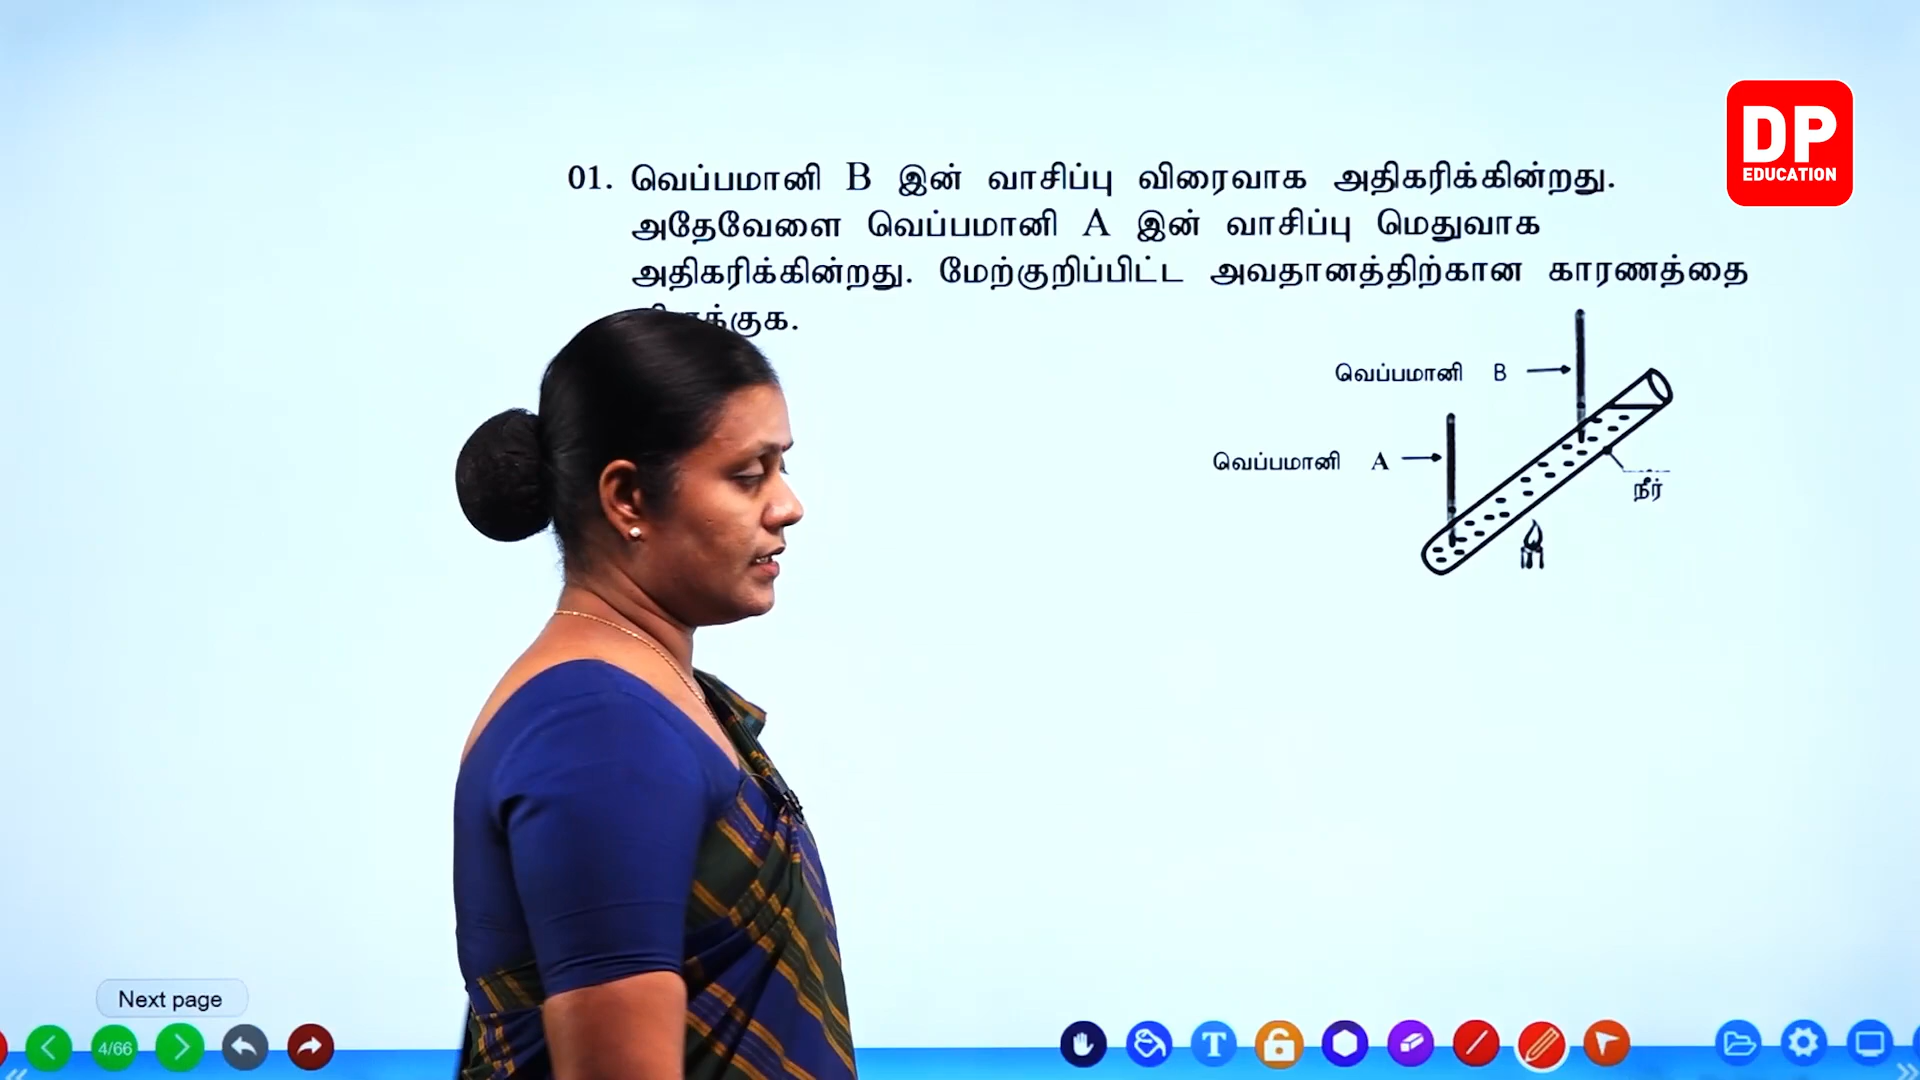 DP
EDUCATION
01. வெப்பமானி B இன் வாசிப்பு விரைவாக அதிகரிக்கின்றது.
அதேவேளை வெப்பமானி A இன் வாசிப்பு மெதுவாக
அதிகரிக்கின்றது. மேற்குறிப்பிட்ட அவதானத்திற்கான காரணத்தை
வெப்பமானி B
வெப்பமானி A
நீர்
Next page
4/66
T